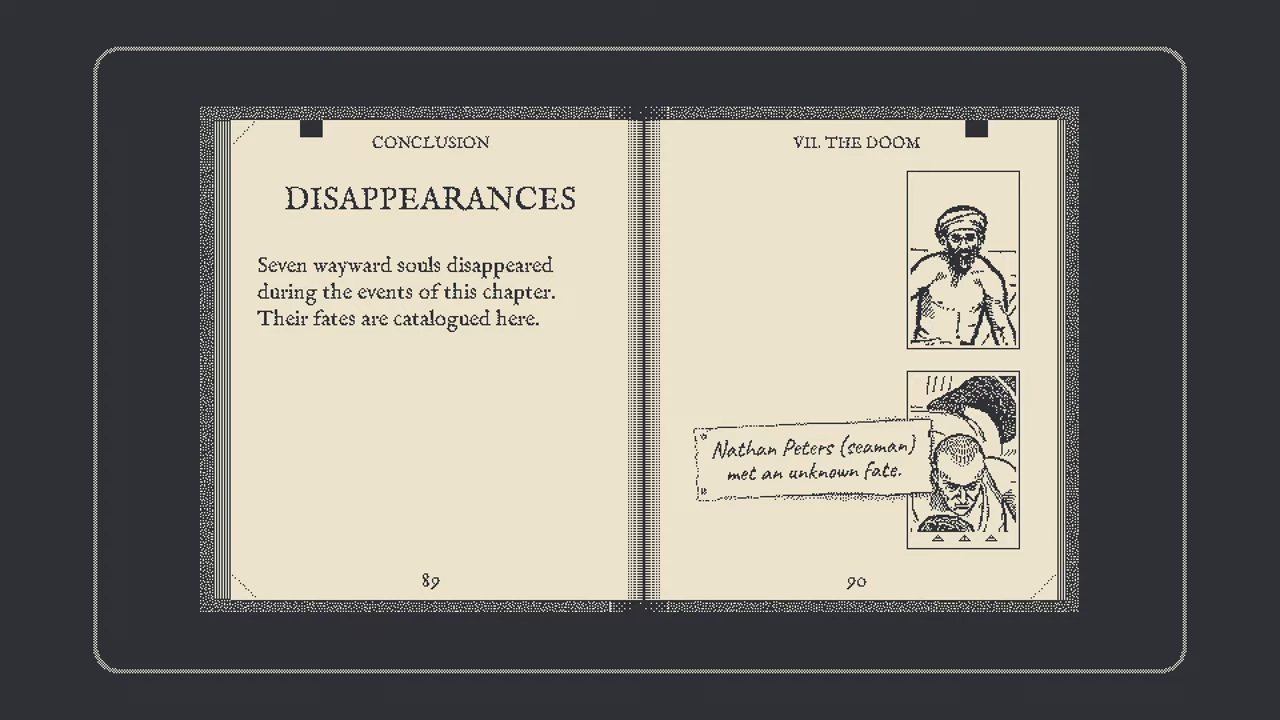 CONCLUSION
DISAPPEARANCES
Seven wayward souls disappeared
during the events of this chapter.
Their fates are catalogued here.
89
VII. THE DOOM
Nathan Peters (seaman)
met an unknown fate.
90